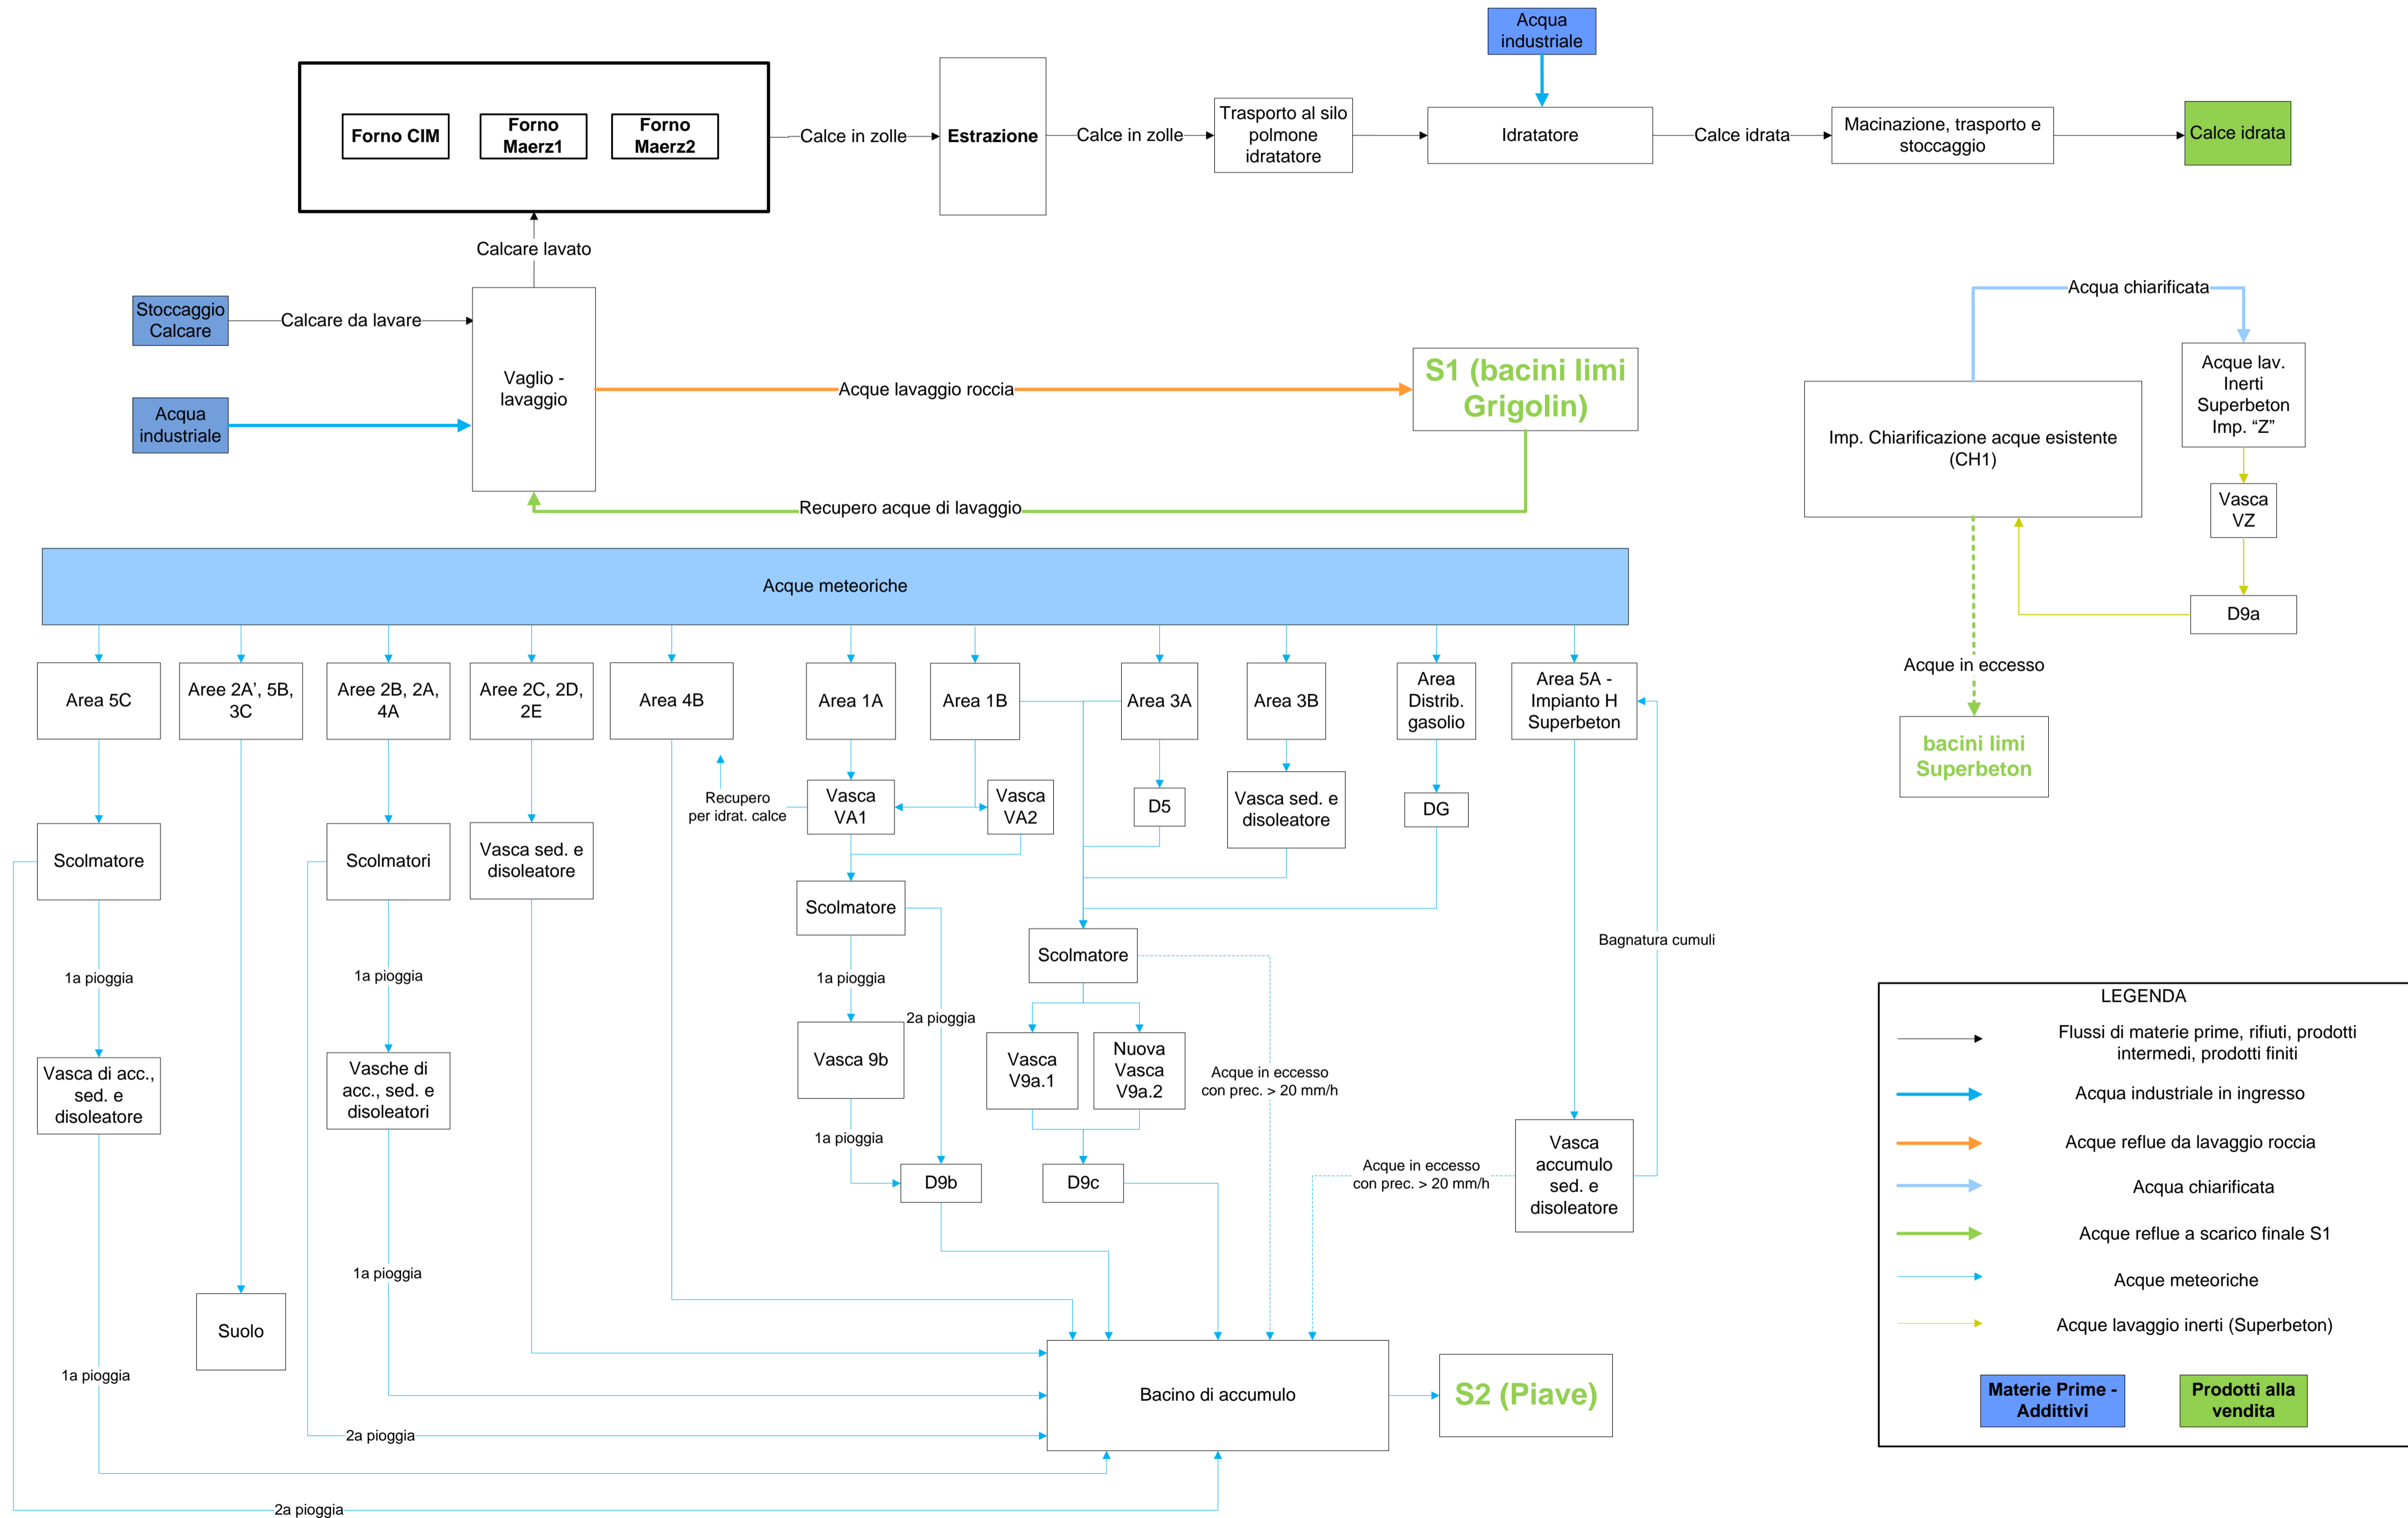 Acqua
industriale
Forno CIM
Forno
Maerz1
Forno
Maerz2
Calce in zolle
Estrazione
Calce in zolle
Trasporto al silo
polmone
idratatore
Idratatore
Calce idrata
Macinazione, trasporto e
stoccaggio
Calce idrata
Calcare lavato
Stoccaggio
Calcare
Calcare da lavare
Acqua
industriale
Vaglio -
lavaggio
Acque lavaggio roccia
S1 (bacini limi
Grigolin)
Recupero acque di lavaggio
Acqua chiarificata
Acque lav.
Inerti
Superbeton
Imp. “Z”
Imp. Chiarificazione acque esistente
(CH1)
Vasca
VZ
D9a
Acque in eccesso
bacini limi
Superbeton
Acque meteoriche
Area 5C
Aree 2A’, 5B,
3C
Aree 2B, 2A,
4A
Aree 2C, 2D,
2E
Area 4B
Area 1A
Area 1B
Area 3A
Area 3B
Area
Distrib.
gasolio
Area 5A -
Impianto H
Superbeton
Recupero
per idrat. calce
Vasca
VA1
Vasca
VA2
D5
Vasca sed. e
disoleatore
DG
Scolmatore
Scolmatori
Vasca sed. e
disoleatore
Scolmatore
Scolmatore
Bagnatura cumuli
1a pioggia
1a pioggia
1a pioggia
2a pioggia
Vasca di acc.,
sed. e
disoleatore
Vasche di
acc., sed. e
disoleatori
Vasca 9b
Vasca
V9a.1
Nuova
Vasca
V9a.2
Acque in eccesso
con prec. > 20 mm/h
1a pioggia
D9b
D9c
Acque in eccesso
con prec. > 20 mm/h
Vasca
accumulo
sed. e
disoleatore
1a pioggia
Suolo
1a pioggia
Bacino di accumulo
S2 (Piave)
2a pioggia
2a pioggia
LEGENDA
Flussi di materie prime, rifiuti, prodotti
intermedi, prodotti finiti
Acqua industriale in ingresso
Acque reflue da lavaggio roccia
Acqua chiarificata
Acque reflue a scarico finale S1
Acque meteoriche
Acque lavaggio inerti (Superbeton)
Materie Prime -
Addittivi
Prodotti alla
vendita